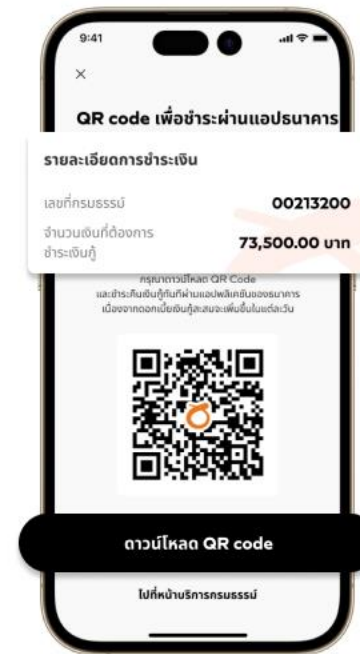 9:41
QR code เพื่อชำระผ่านแอปธนาคาร
รายละเอียดการชำระเงิน
เลขที่กรมธรรม์ 00213200
จำนวนเงินที่ต้องการ
ชำระเงินกู้ 73,500.00 บาท
กรุณาดาวน์โหลด QR Code
และชำระคืนเงินกู้ทันทีผ่านแอปพลิเคชันของธนาคาร
เนื่องจากดอกเบี้ยเงินกู้สะสมจะเพิ่มขึ้นในแต่ละวัน
ดาวน์โหลด QR code
ไปที่หน้าบริการกรมธรรม์